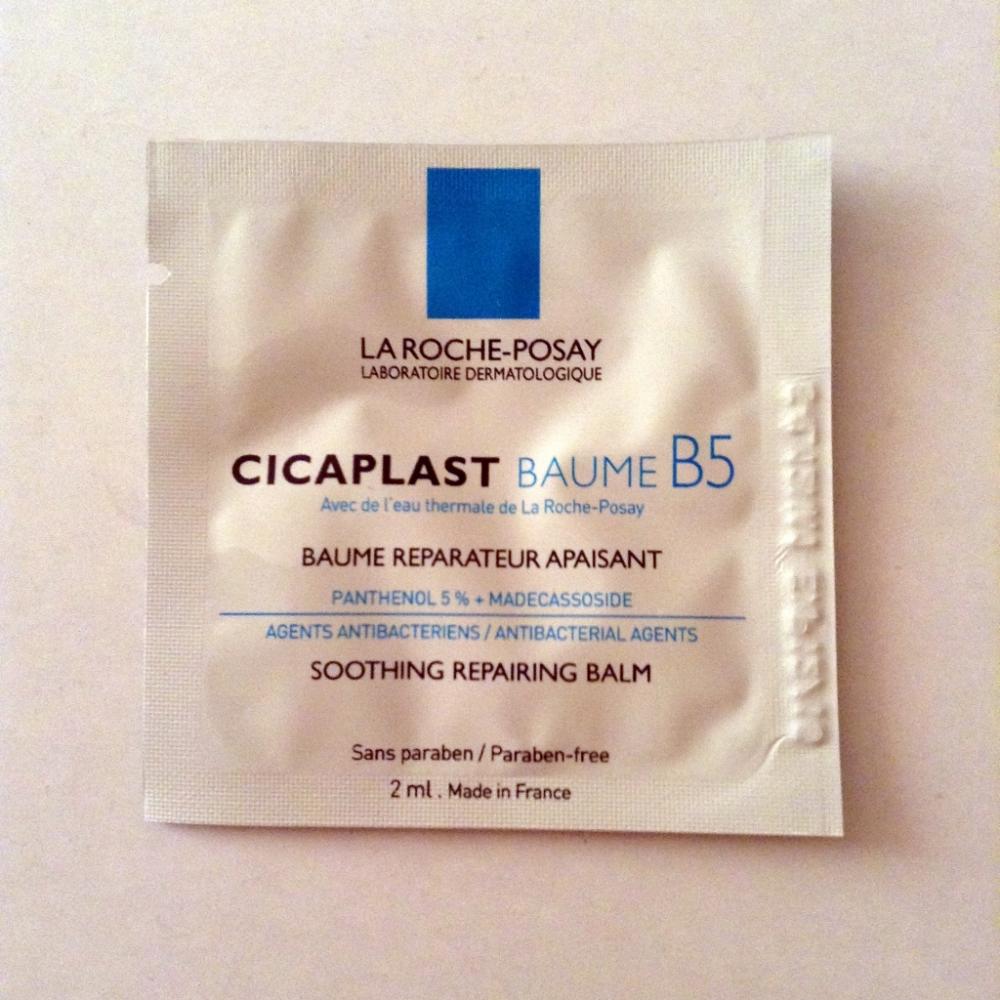 LA ROCHE-POSAY
LABORATOIRE DERMATOLOGIQUE
CICAPLAST BAUME B5
Avec de l'eau thermale de La Roche-Posay
BAUME REPARATEUR APAISANT
PANTHENOL 5 % + MADECASSOSIDE
AGENTS ANTIBACTERIENS / ANTIBACTERIAL AGENTS
SOOTHING REPAIRING BALM
Sans paraben / Paraben-free
2 ml . Made in France